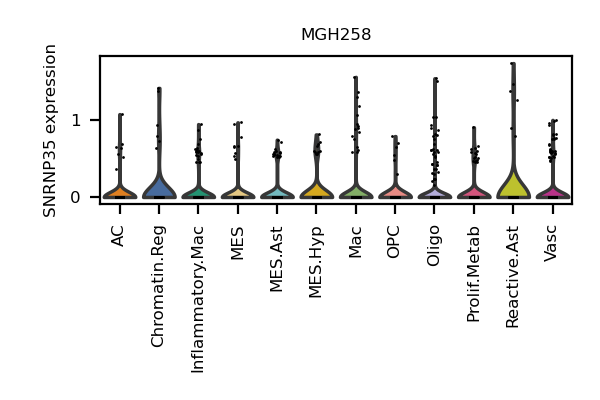 MGH258
SNRNP35 expression
1
0
AC
Chromatin.Reg
Inflammatory.Mac
MES
MES.Ast
MES.Hyp
Mac
OPC
Oligo
Prolif.Metab
Reactive.Ast
Vasc